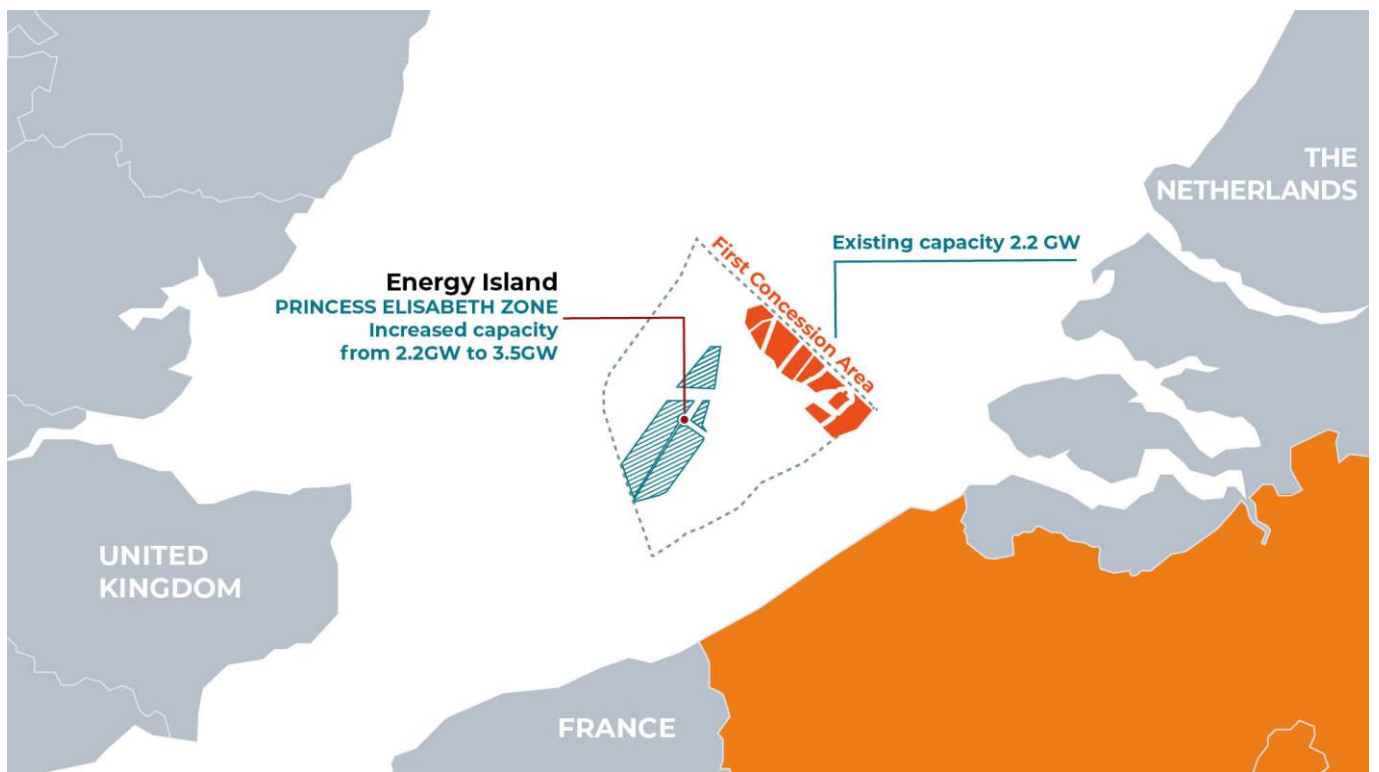 THE
NETHERLANDS
First Concession Area
Existing capacity 2.2 GW
Energy Island
PRINCESS ELISABETH ZONE
Increased capacity
from 2.2GW to 3.5GW
UNITED
KINGDOM
FRANCE